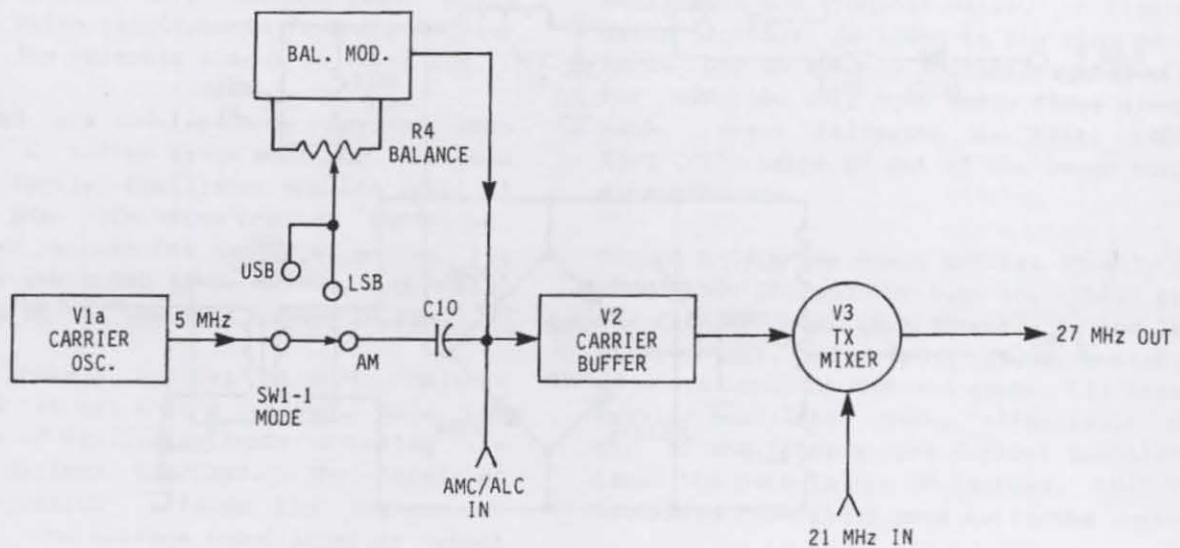 BAL. MOD.
R4
BALANCE
USB
LSB
V1a
CARRIER
OSC.
5 MHz
SW1-1
MODE
AM
C10
V2
CARRIER
BUFFER
V3
TX
MIXER
27 MHz OUT
AMC/ALC
IN
21 MHz IN